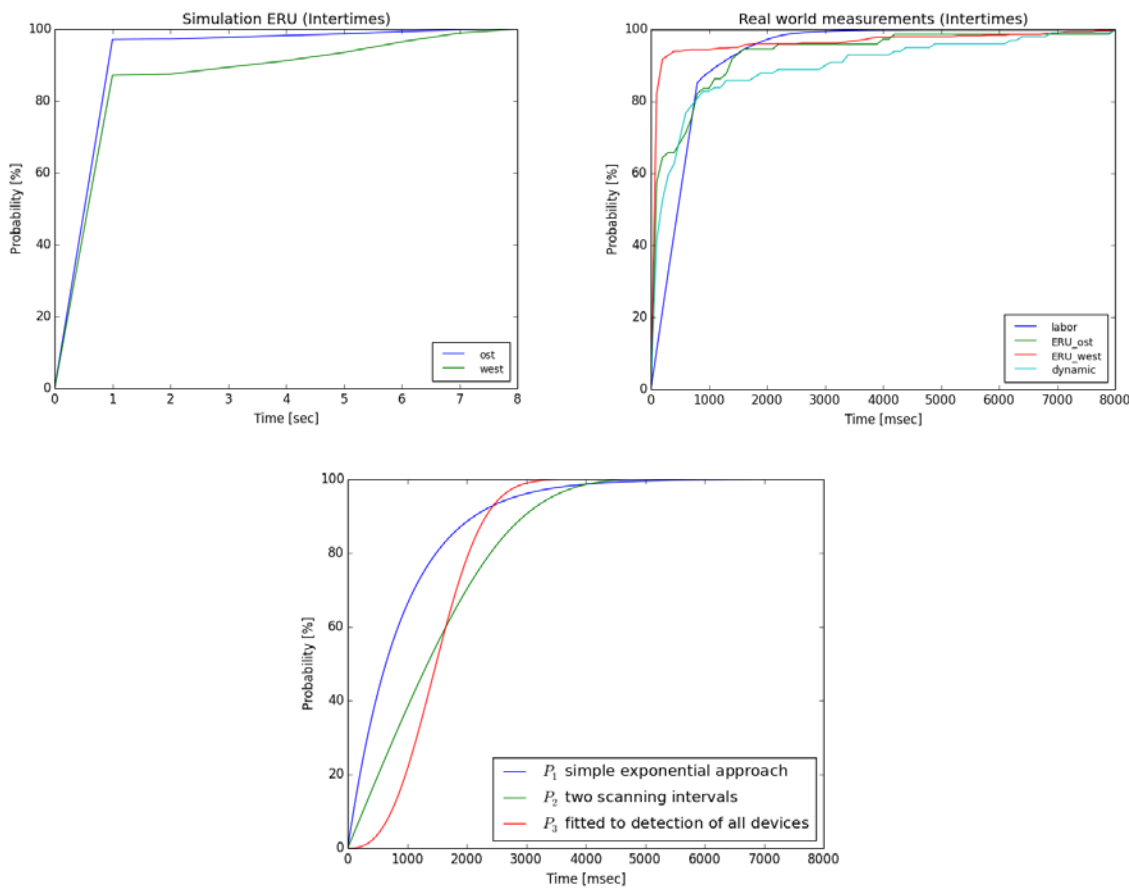 Simulation ERU (Intertimes)
100
80
60
40
20
0
Probability [%]
0 1 2 3 4 5 6 7 8
Time [sec]
ost
west
Real world measurements (Intertimes)
100
80
60
40
20
0
Probability [%]
0 1000 2000 3000 4000 5000 6000 7000 8000
Time [msec]
labor
ERU_ost
ERU_west
dynamic
100
80
60
40
20
0
Probability [%]
0 1000 2000 3000 4000 5000 6000 7000 8000
Time [msec]
P₁ simple exponential approach
P₂ two scanning intervals
P₃ fitted to detection of all devices